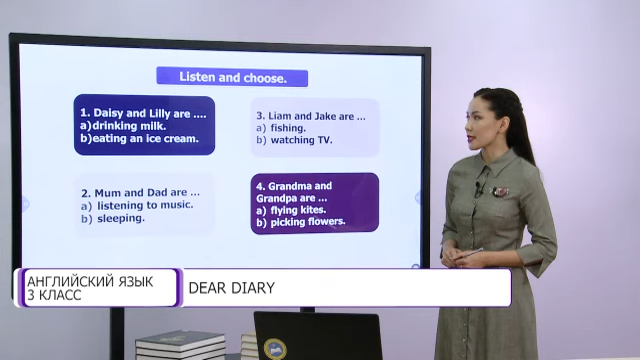 Listen and choose.
1. Daisy and Lilly are ....
a)drinking milk.
b)eating an ice cream.
3. Liam and Jake are ...
a) fishing.
b) watching TV.
2. Mum and Dad are ...
a) listening to music.
b) sleeping.
4. Grandma and
Grandpa are ...
a) flying kites.
b) picking flowers.
АНГЛИЙСКИЙ ЯЗЫК
3 КЛАСС
DEAR DIARY